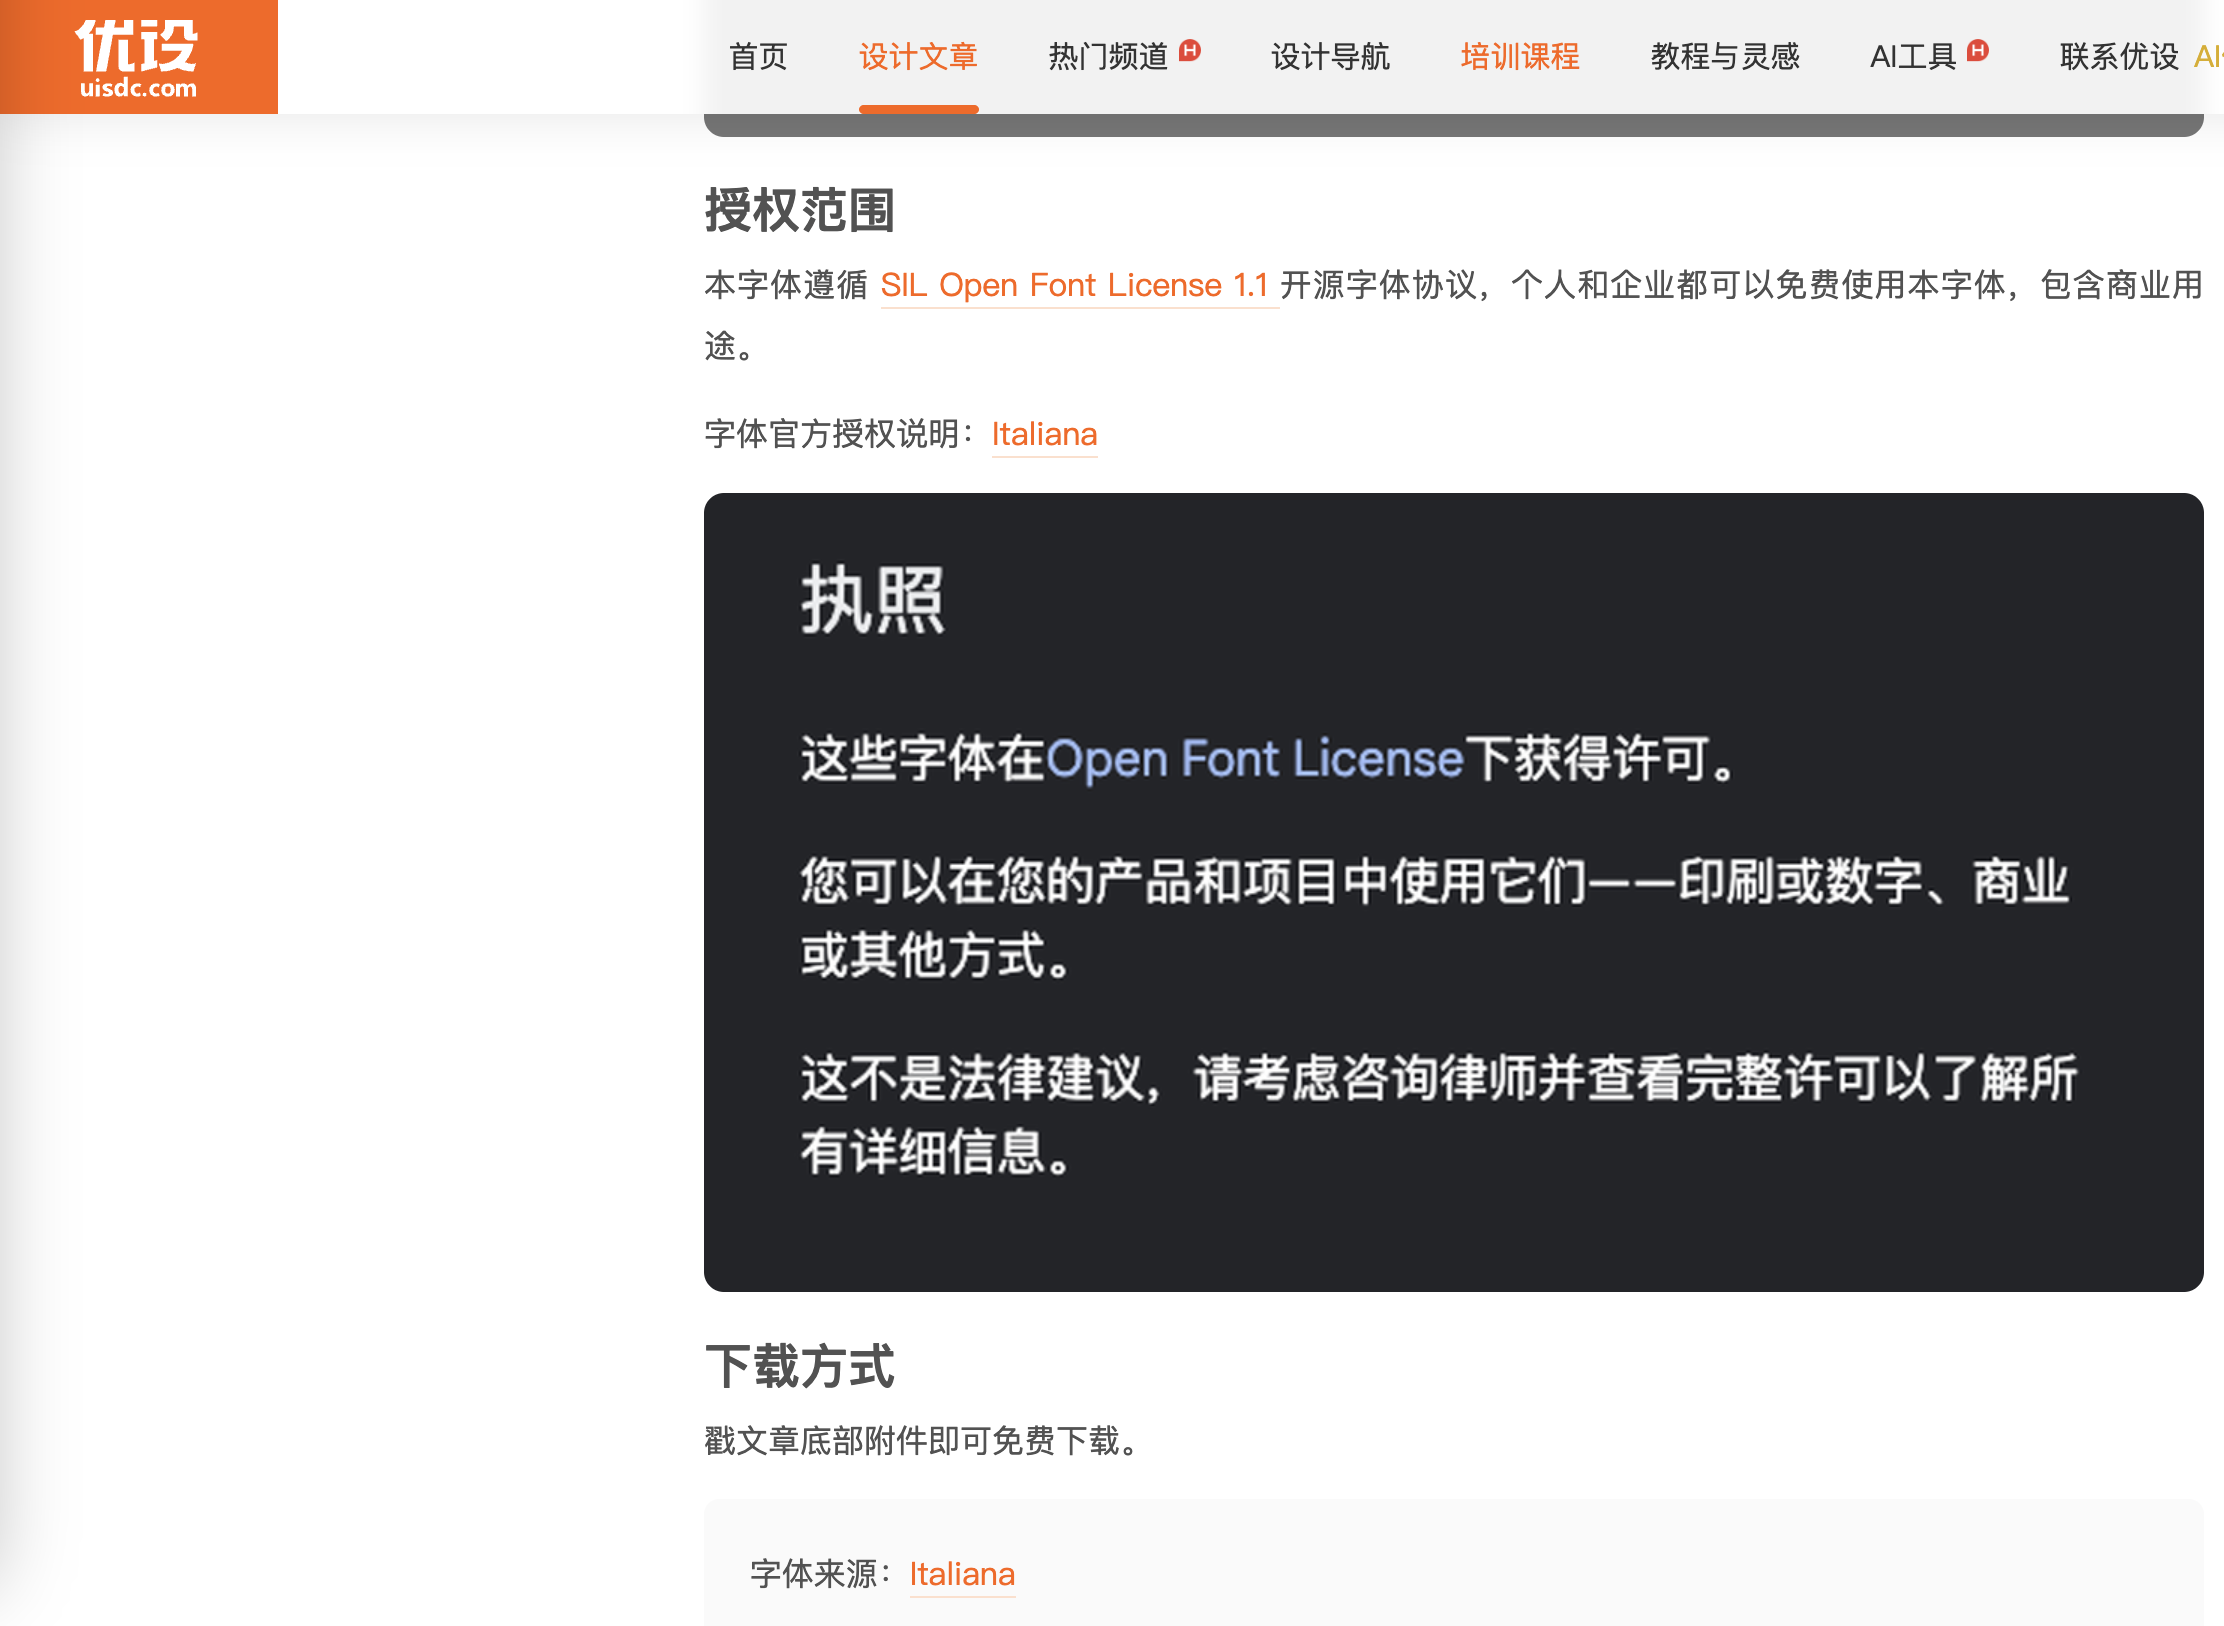 优设
uisdc.com
首页 设计文章 热门频道 H 设计导航 培训课程 教程与灵感 AI工具 H 联系优设 AI
授权范围
本字体遵循 SIL Open Font License 1.1 开源字体协议，个人和企业都可以免费使用本字体，包含商业用
途。
字体官方授权说明：Italiana
执照
这些字体在Open Font License下获得许可。
您可以在您的产品和项目中使用它们——印刷或数字、商业
或其他方式。
这不是法律建议，请考虑咨询律师并查看完整许可以了解所
有详细信息。
下载方式
戳文章底部附件即可免费下载。
字体来源：Italiana